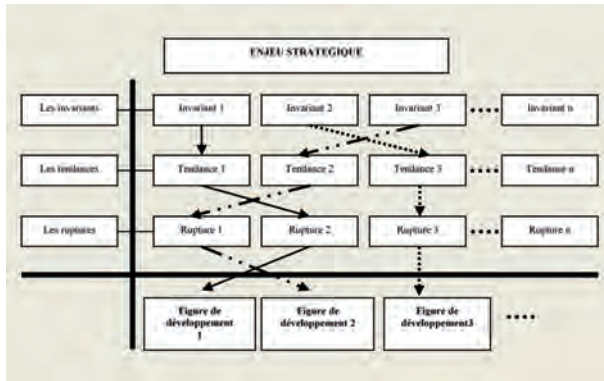 ENJEU STRATEGIQUE
Les invariants
Invariant 1
Invariant 2
Invariant 3
Invariant n
Les tendances
Tendance 1
Tendance 2
Tendance 3
Tendance n
Les ruptures
Rupture 1
Rupture 2
Rupture 3
Rupture n
Figure de
développement
1
Figure de
développement 2
Figure de
développement3